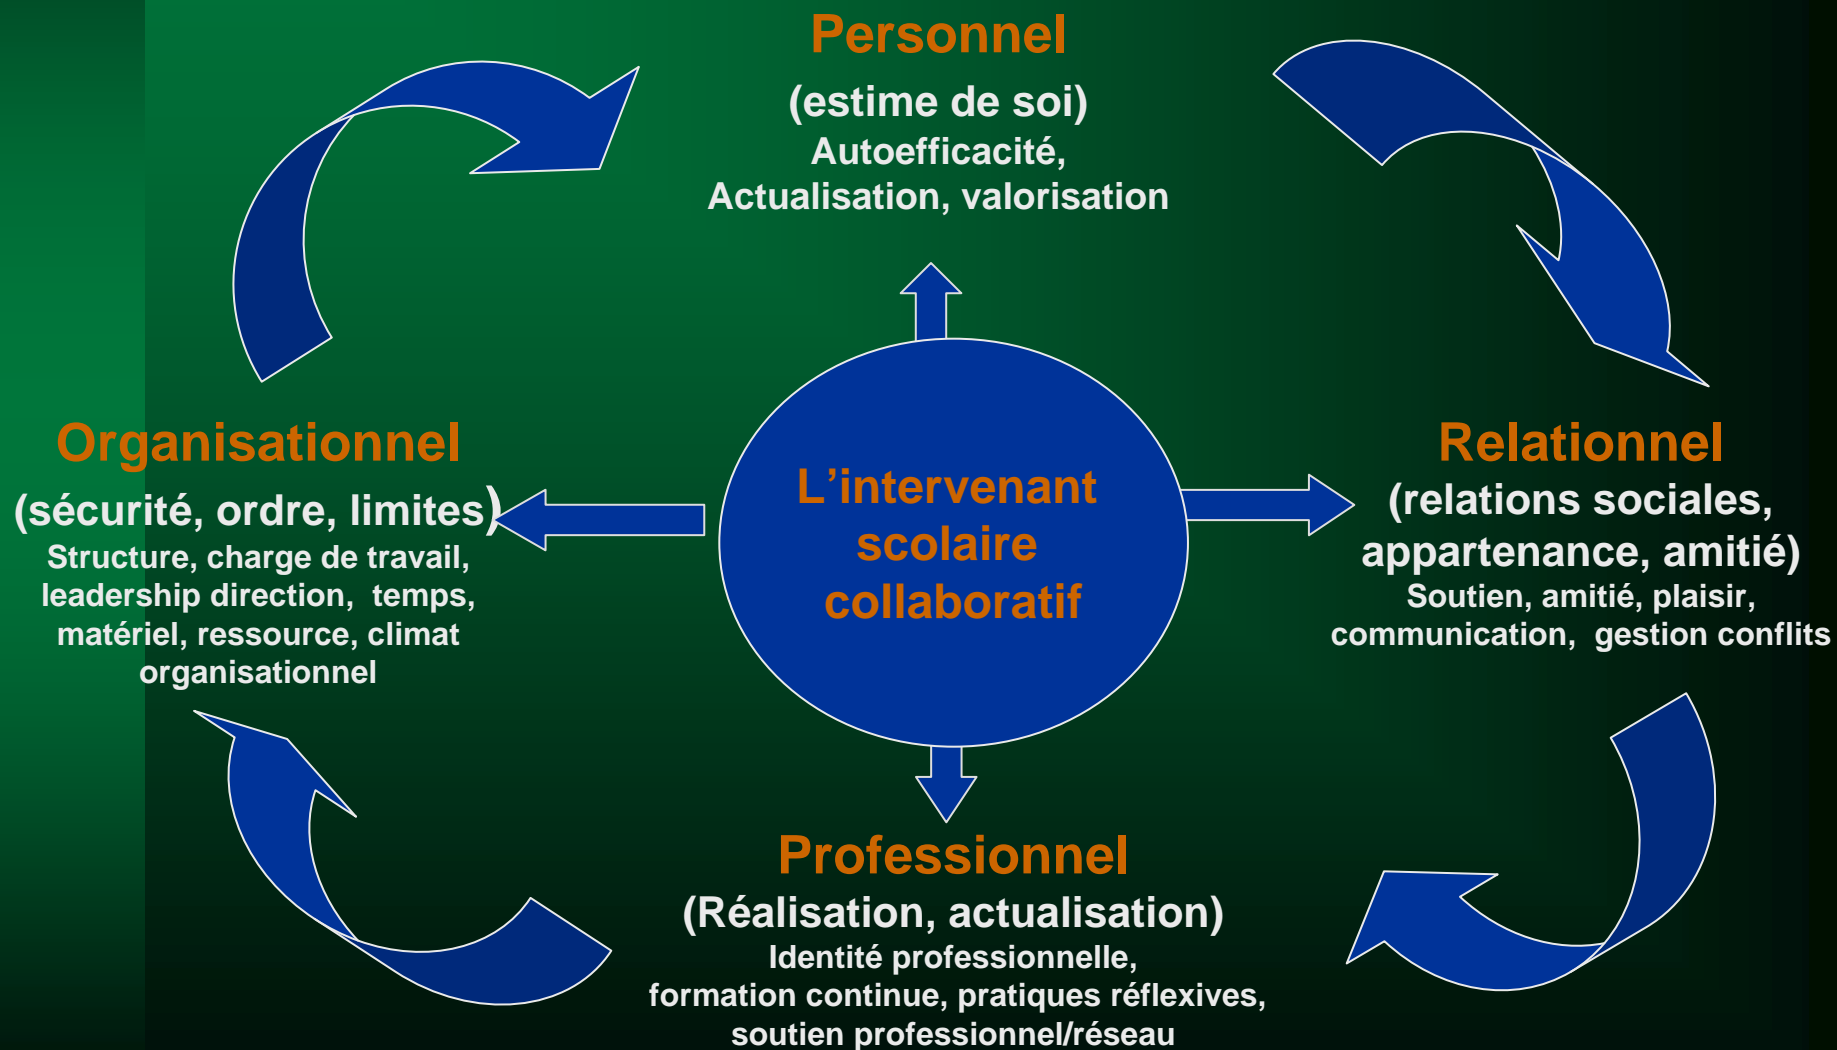 Personnel
(estime de soi)
Autoefficacité,
Actualisation, valorisation
Organisationnel
(sécurité, ordre, limites)
Structure, charge de travail,
leadership direction, temps,
matériel, ressource, climat
organisationnel
L’intervenant
scolaire
collaboratif
Relationnel
(relations sociales,
appartenance, amitié)
Soutien, amitié, plaisir,
communication, gestion conflits
Professionnel
(Réalisation, actualisation)
Identité professionnelle,
formation continue, pratiques réflexives,
soutien professionnel/réseau